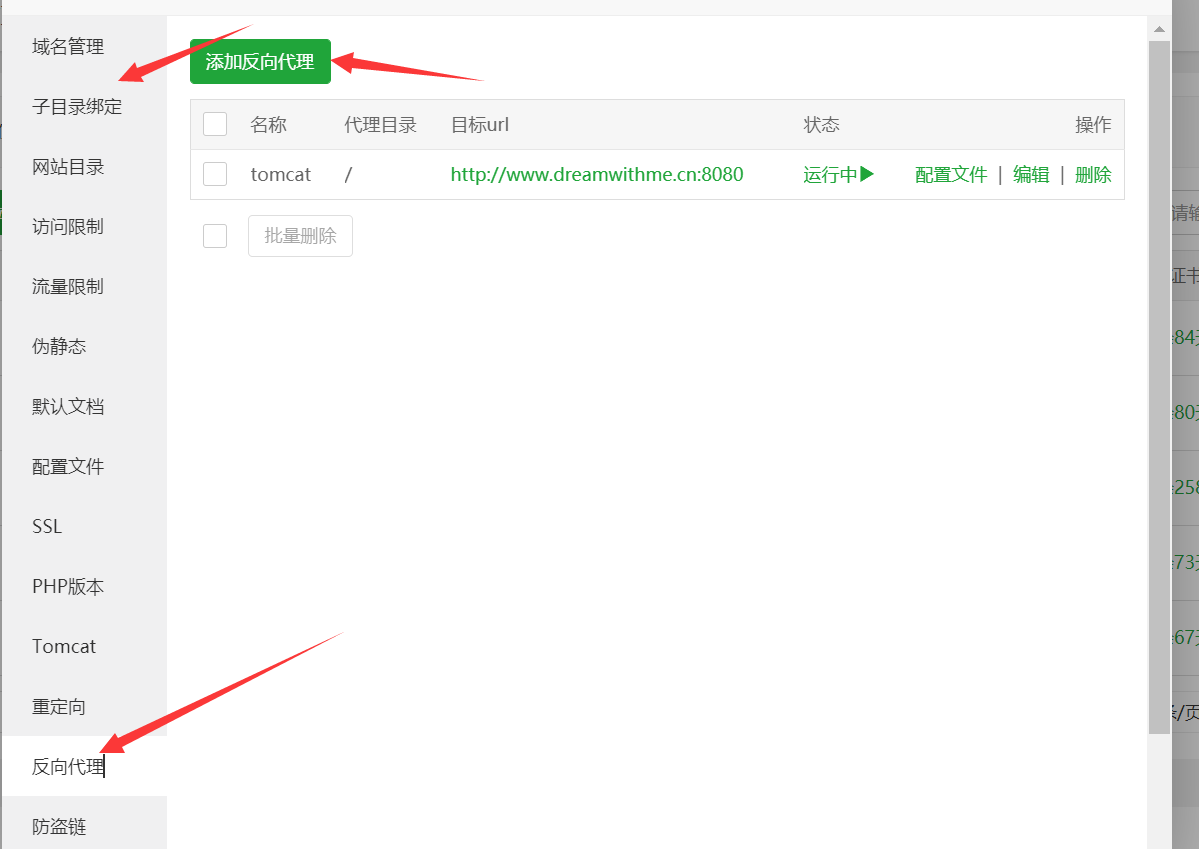 域名管理
子目录绑定
网站目录
访问限制
流量限制
伪静态
默认文档
配置文件
SSL
PHP版本
Tomcat
重定向
反向代理
防盗链
添加反向代理
名称 代理目录 目标url 状态 操作
tomcat / http://www.dreamwithme.cn:8080 运行中 配置文件 | 编辑 | 删除
批量删除
请输
证书
84天
80天
258
73天
67天
条/页